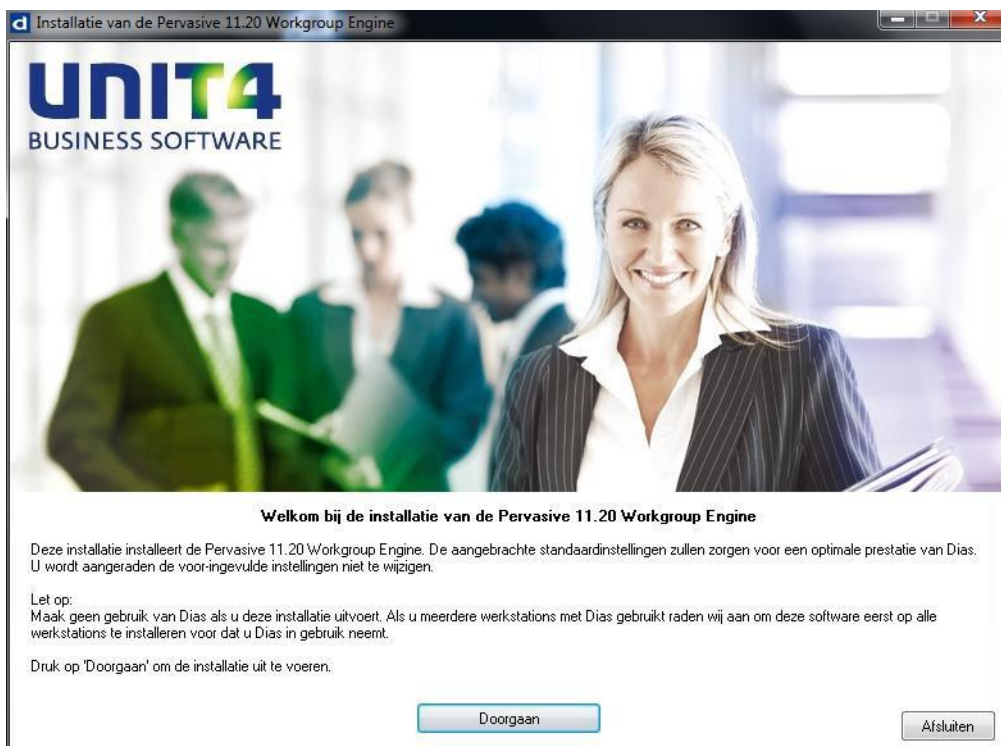 Installatie van de Pervasive 11.20 Workgroup Engine
UNIT4
BUSINESS SOFTWARE
Welkom bij de installatie van de Pervasive 11.20 Workgroup Engine
Deze installatie installeert de Pervasive 11.20 Workgroup Engine. De aangebrachte standaardinstellingen zullen zorgen voor een optimale prestatie van Dias.
U wordt aangeraden de voor-ingevulde instellingen niet te wijzigen.
Let op:
Maak geen gebruik van Dias als u deze installatie uitvoert. Als u meerdere werkstations met Dias gebruikt raden wij aan om deze software eerst op alle
werkstations te installeren voor dat u Dias in gebruik neemt.
Druk op 'Doorgaan' om de installatie uit te voeren.
Doorgaan
Afsluiten